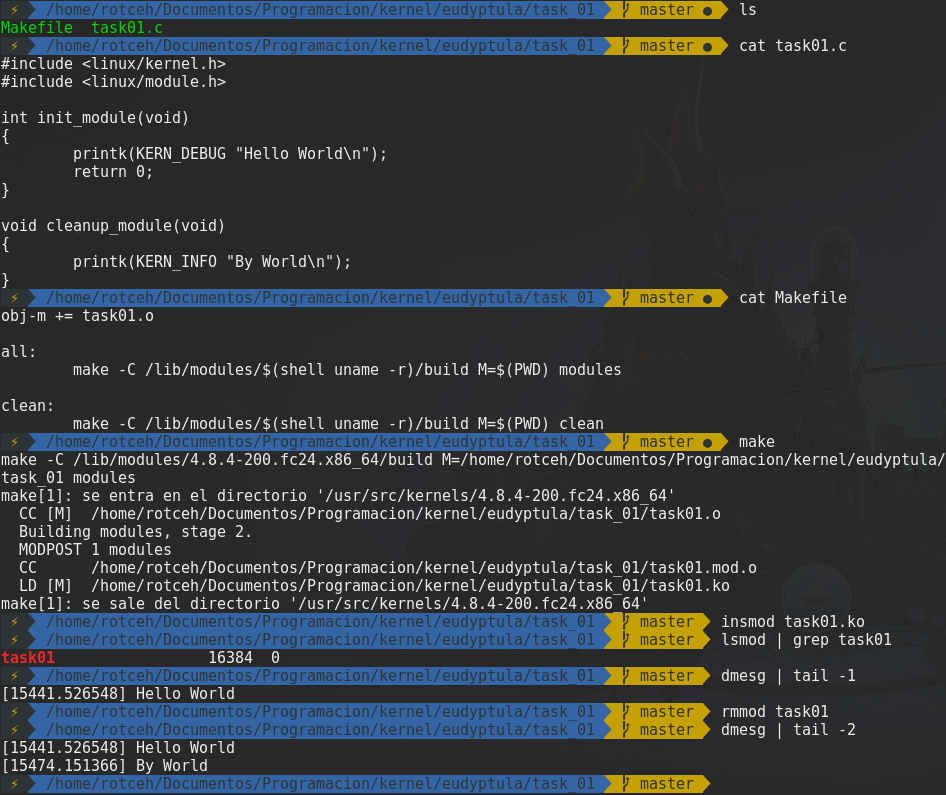 ⚡ /home/rotceh/Documentos/Programacion/kernel/eudyptula/task_01 master ● ls
Makefile  task01.c
⚡ /home/rotceh/Documentos/Programacion/kernel/eudyptula/task_01 master ● cat task01.c
#include <linux/kernel.h>
#include <linux/module.h>

int init_module(void)
{
        printk(KERN_DEBUG "Hello World\n");
        return 0;
}

void cleanup_module(void)
{
        printk(KERN_INFO "By World\n");
}
⚡ /home/rotceh/Documentos/Programacion/kernel/eudyptula/task_01 master ● cat Makefile
obj-m += task01.o

all:
        make -C /lib/modules/$(shell uname -r)/build M=$(PWD) modules

clean:
        make -C /lib/modules/$(shell uname -r)/build M=$(PWD) clean
⚡ /home/rotceh/Documentos/Programacion/kernel/eudyptula/task_01 master ● make
make -C /lib/modules/4.8.4-200.fc24.x86_64/build M=/home/rotceh/Documentos/Programacion/kernel/eudyptula/
task_01 modules
make[1]: se entra en el directorio '/usr/src/kernels/4.8.4-200.fc24.x86_64'
  CC [M]  /home/rotceh/Documentos/Programacion/kernel/eudyptula/task_01/task01.o
  Building modules, stage 2.
  MODPOST 1 modules
  CC      /home/rotceh/Documentos/Programacion/kernel/eudyptula/task_01/task01.mod.o
  LD [M]  /home/rotceh/Documentos/Programacion/kernel/eudyptula/task_01/task01.ko
make[1]: se sale del directorio '/usr/src/kernels/4.8.4-200.fc24.x86_64'
⚡ /home/rotceh/Documentos/Programacion/kernel/eudyptula/task_01 master insmod task01.ko
⚡ /home/rotceh/Documentos/Programacion/kernel/eudyptula/task_01 master lsmod | grep task01
task01                 16384  0
⚡ /home/rotceh/Documentos/Programacion/kernel/eudyptula/task_01 master dmesg | tail -1
[15441.526548] Hello World
⚡ /home/rotceh/Documentos/Programacion/kernel/eudyptula/task_01 master rmmod task01
⚡ /home/rotceh/Documentos/Programacion/kernel/eudyptula/task_01 master dmesg | tail -2
[15441.526548] Hello World
[15474.151366] By World
⚡ /home/rotceh/Documentos/Programacion/kernel/eudyptula/task_01 master